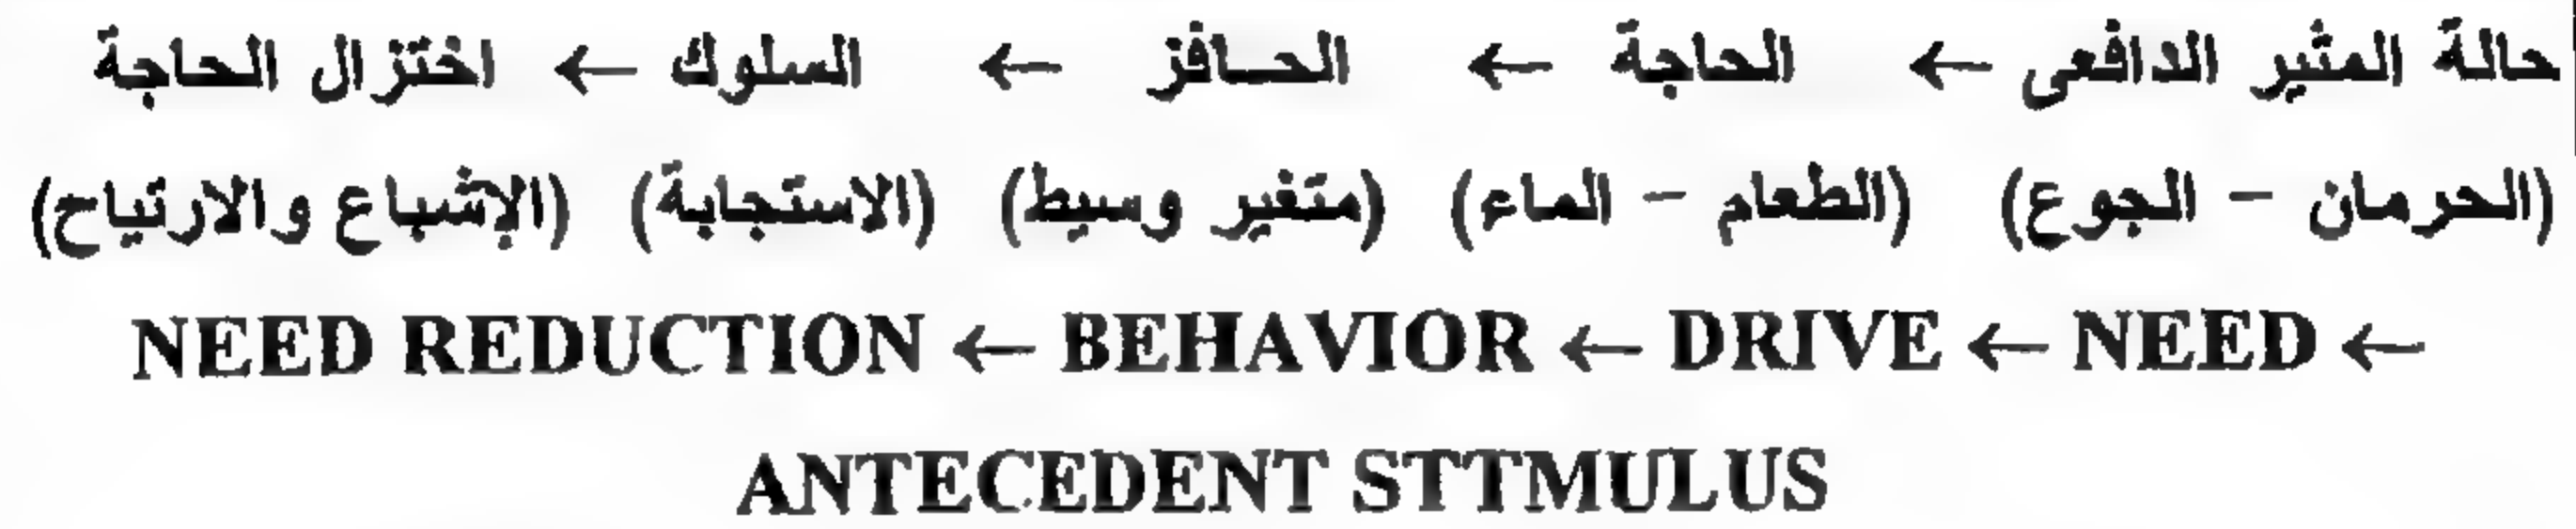 حالة المثير الدافعى ← الحاجة ← الحافز ← السلوك ← اختزال الحاجة
(الحرمان - الجوع) (الطعام - الماء) (متغير وسيط) (الاستجابة) (الإشباع والارتياح)
NEED REDUCTION ← BEHAVIOR ← DRIVE ← NEED ←
ANTECEDENT STTMULUS